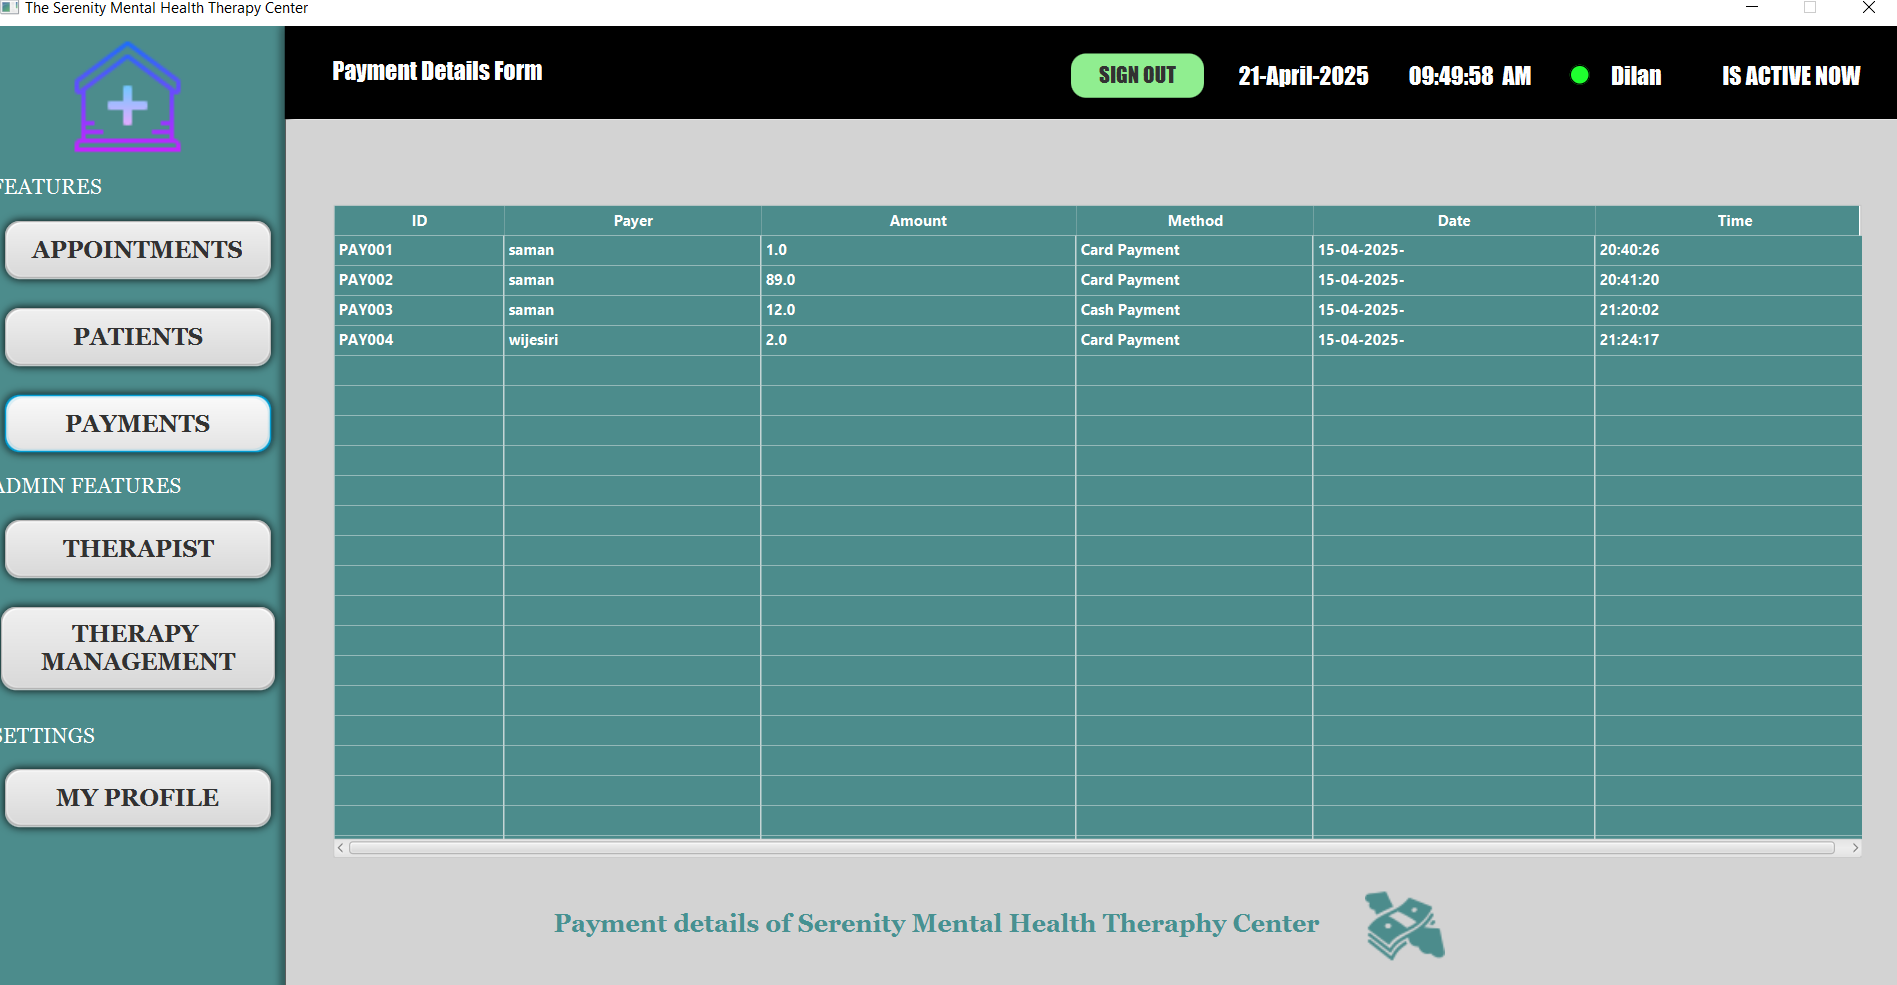 The Serenity Mental Health Therapy Center
Payment Details Form
SIGN OUT
21-April-2025
09:49:58 AM
Dilan
IS ACTIVE NOW
FEATURES
APPOINTMENTS
PATIENTS
PAYMENTS
ADMIN FEATURES
THERAPIST
THERAPY
MANAGEMENT
SETTINGS
MY PROFILE
ID Payer Amount Method Date Time
PAY001 saman 1.0 Card Payment 15-04-2025- 20:40:26
PAY002 saman 89.0 Card Payment 15-04-2025- 20:41:20
PAY003 saman 12.0 Cash Payment 15-04-2025- 21:20:02
PAY004 wijesiri 2.0 Card Payment 15-04-2025- 21:24:17
Payment details of Serenity Mental Health Theraphy Center